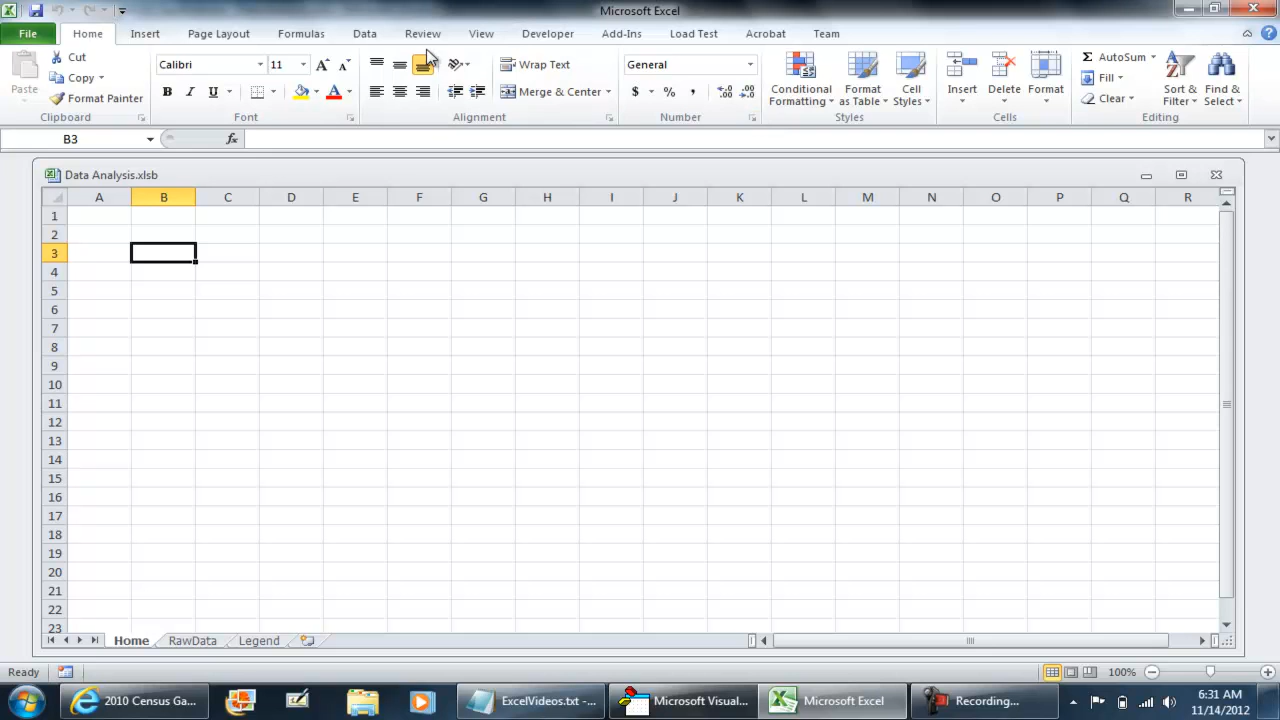 Microsoft Excel
File Home Insert Page Layout Formulas Data Review View Developer Add-Ins Load Test Acrobat Team
Paste
Cut
Copy
Format Painter
Clipboard
Calibri 11
B I U A
Font
Wrap Text
Merge & Center
Alignment
General
$ % ,
Number
Conditional Formatting
Format as Table
Cell Styles
Styles
Insert
Delete
Format
Cells
Σ AutoSum
Fill
Clear
Sort & Filter
Find & Select
Editing
B3 fx
Data Analysis.xlsb
A B C D E F G H I J K L M N O P Q R
1
2
3
4
5
6
7
8
9
10
11
12
13
14
15
16
17
18
19
20
21
22
23
Home RawData Legend
Ready 100%
2010 Census Ga... ExcelVideos.txt -... Microsoft Visual... Microsoft Excel Recording... 6:31 AM
11/14/2012